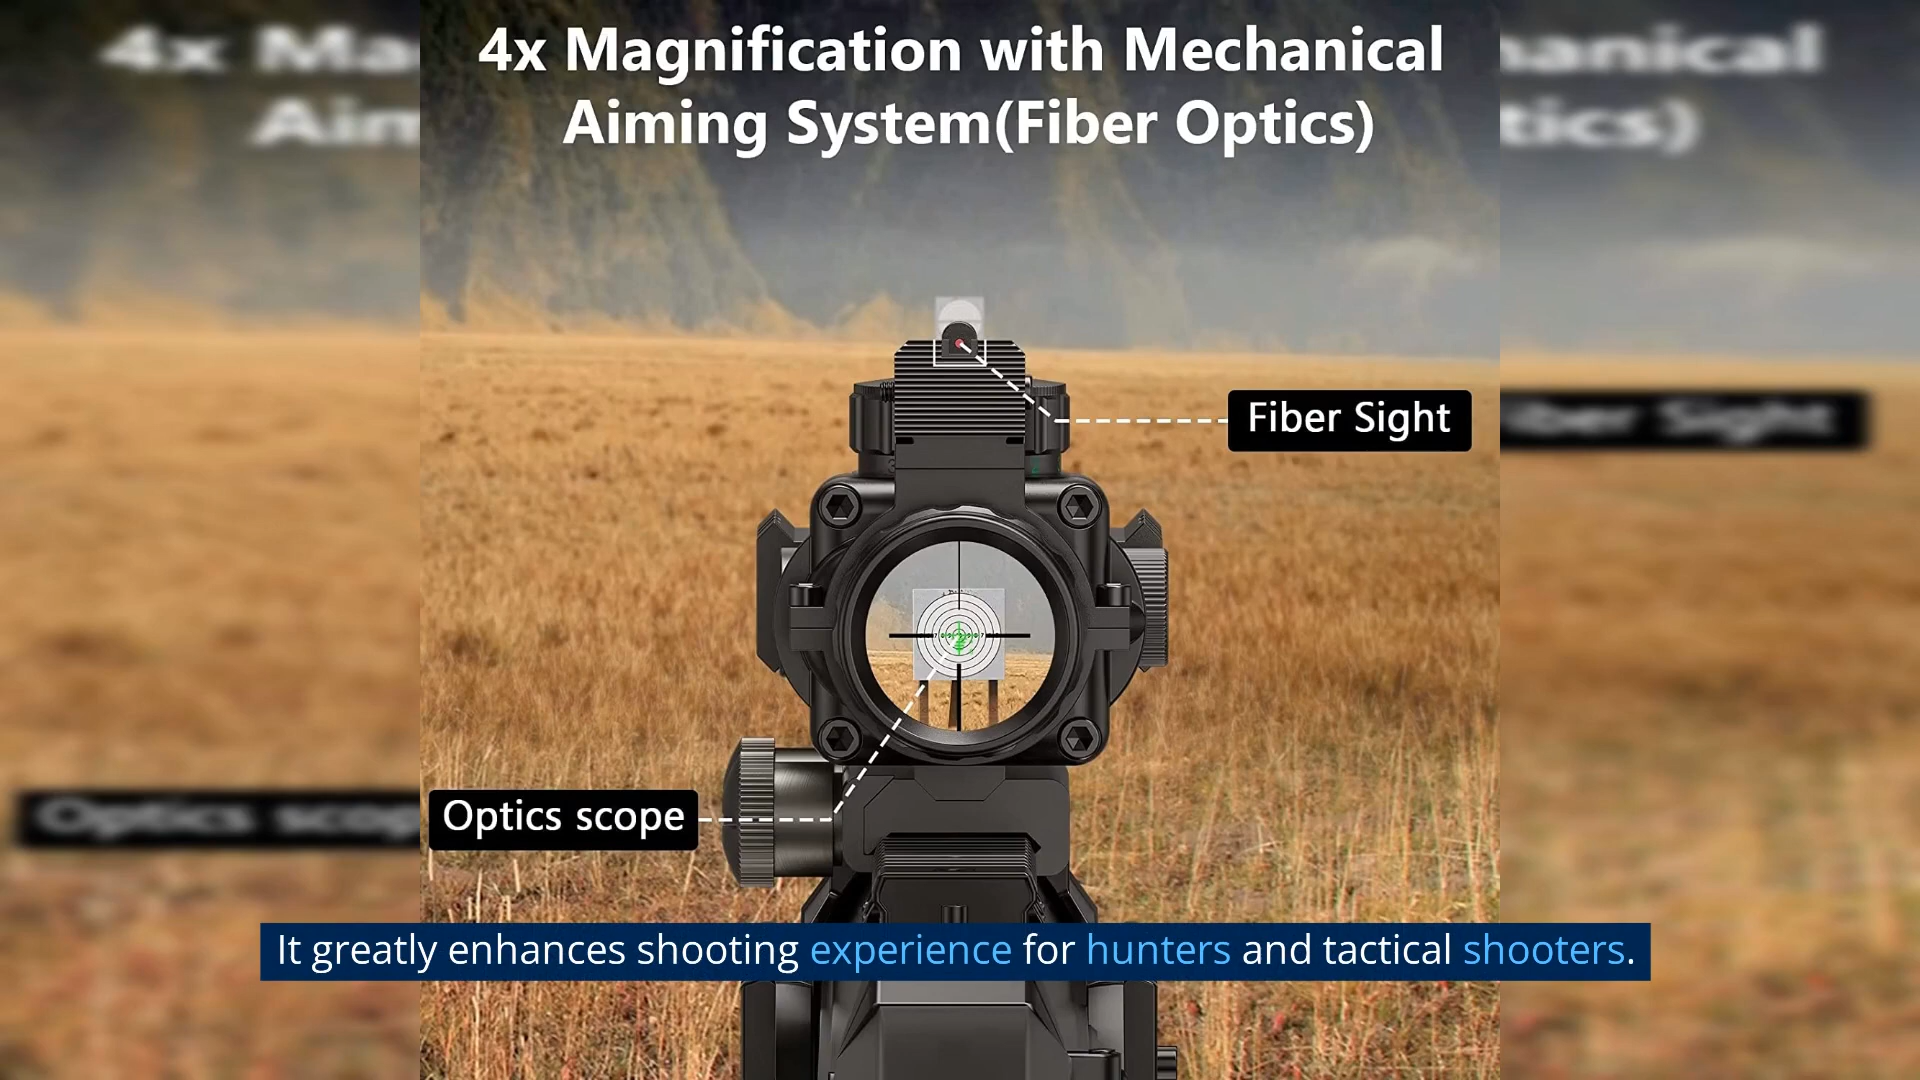 4x Magnification with Mechanical
Aiming System(Fiber Optics)
Fiber Sight
Optics scope
It greatly enhances shooting experience for hunters and tactical shooters.